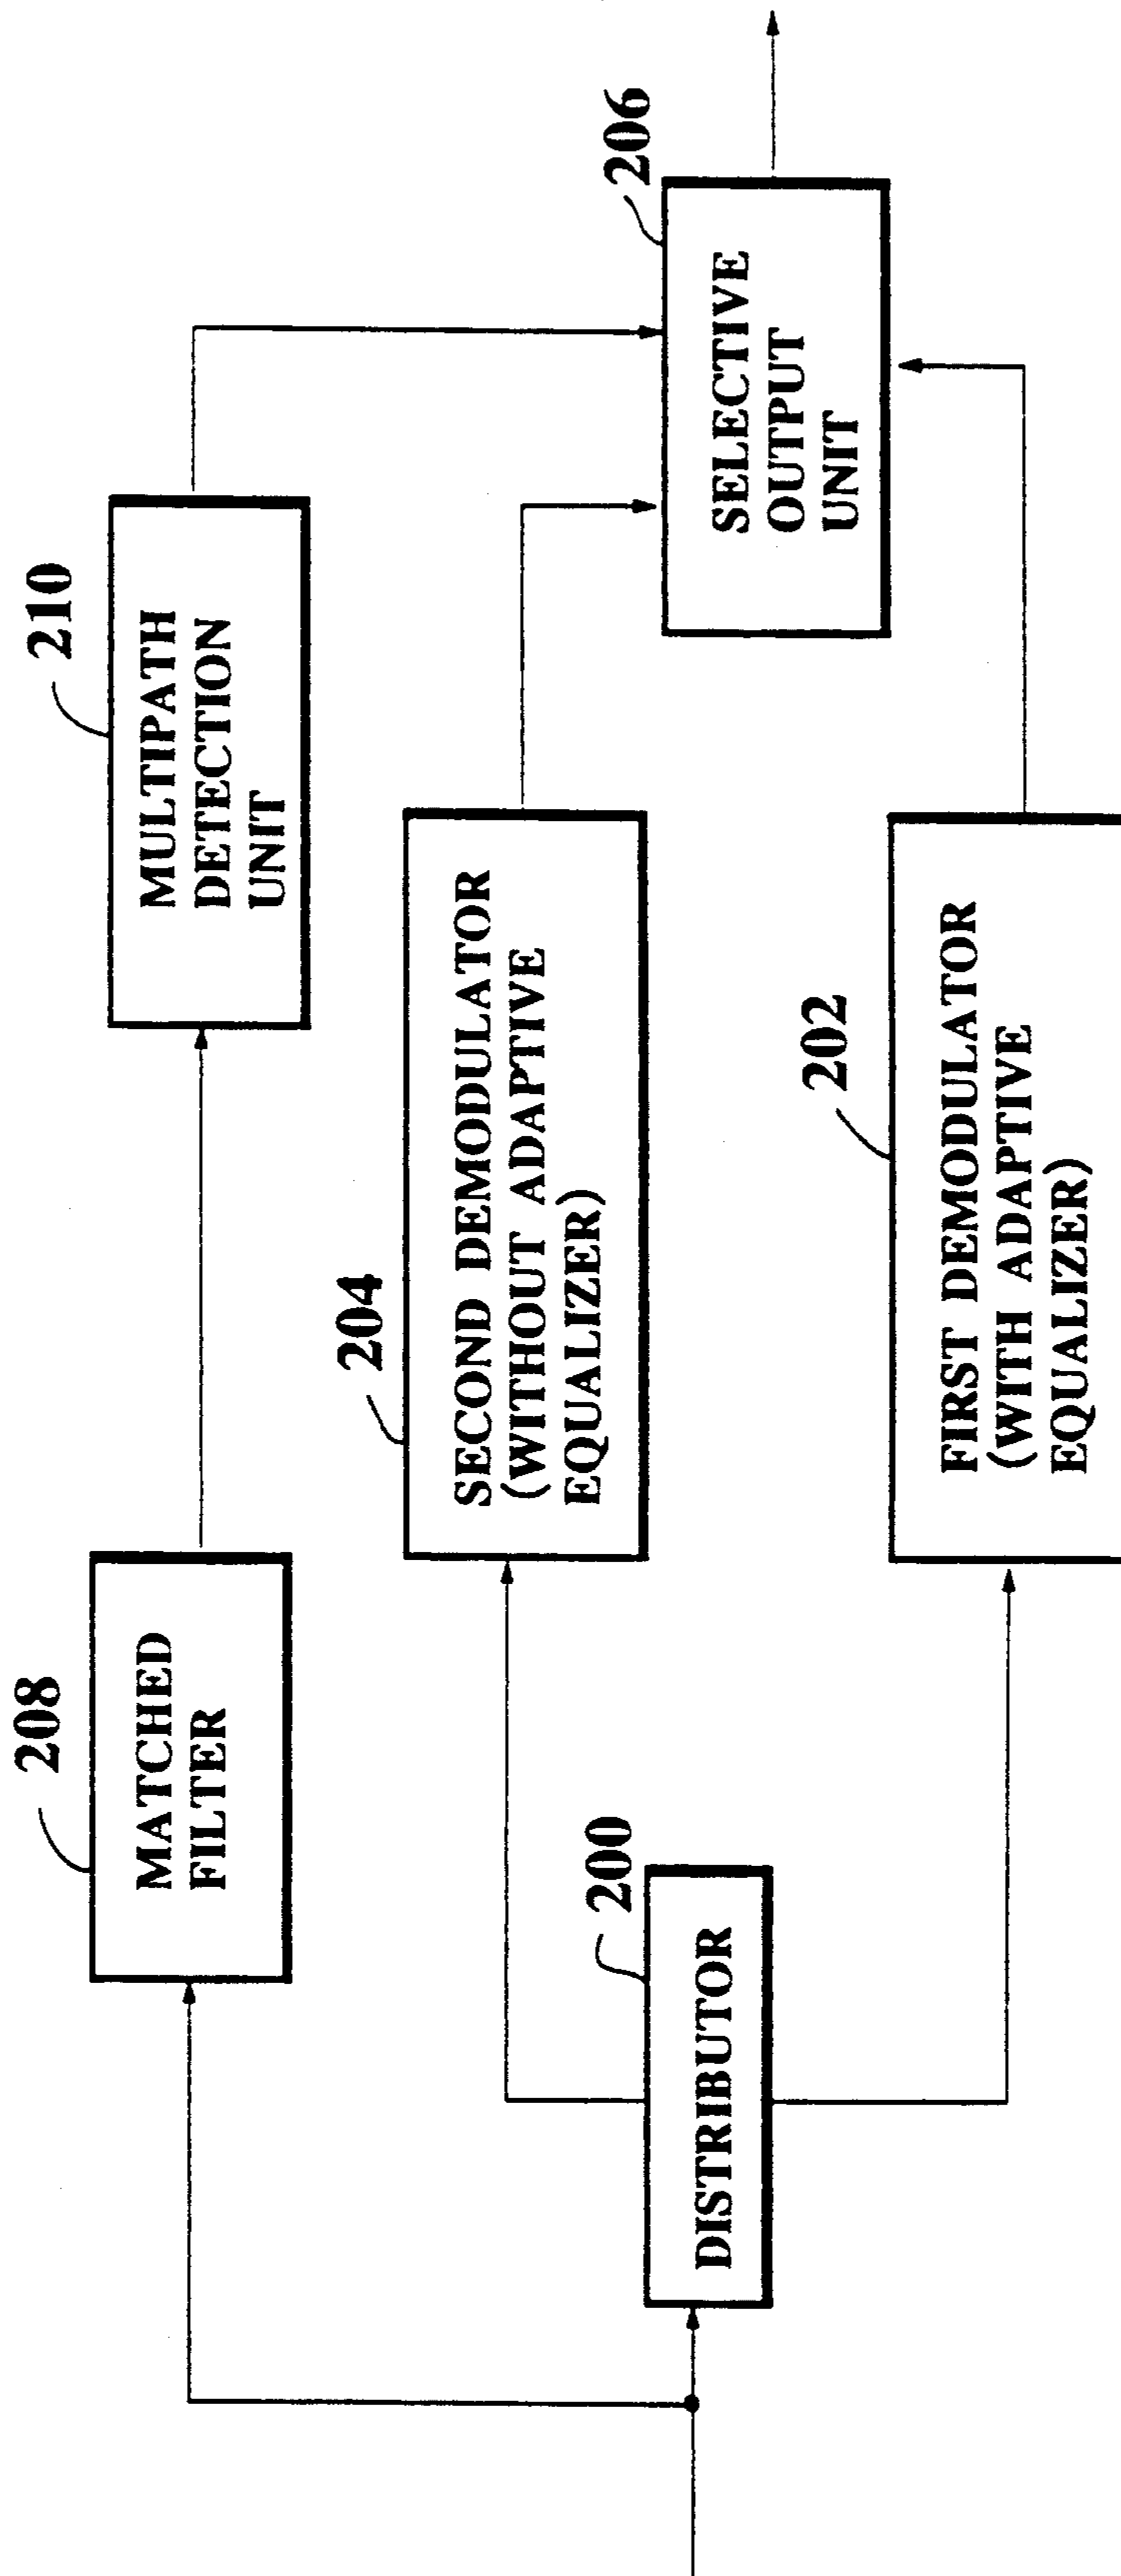 208
MATCHED
FILTER
210
MULTIPATH
DETECTION
UNIT
204
SECOND DEMODULATOR
(WITHOUT ADAPTIVE
EQUALIZER)
206
SELECTIVE
OUTPUT
UNIT
200
DISTRIBUTOR
202
FIRST DEMODULATOR
(WITH ADAPTIVE
EQUALIZER)